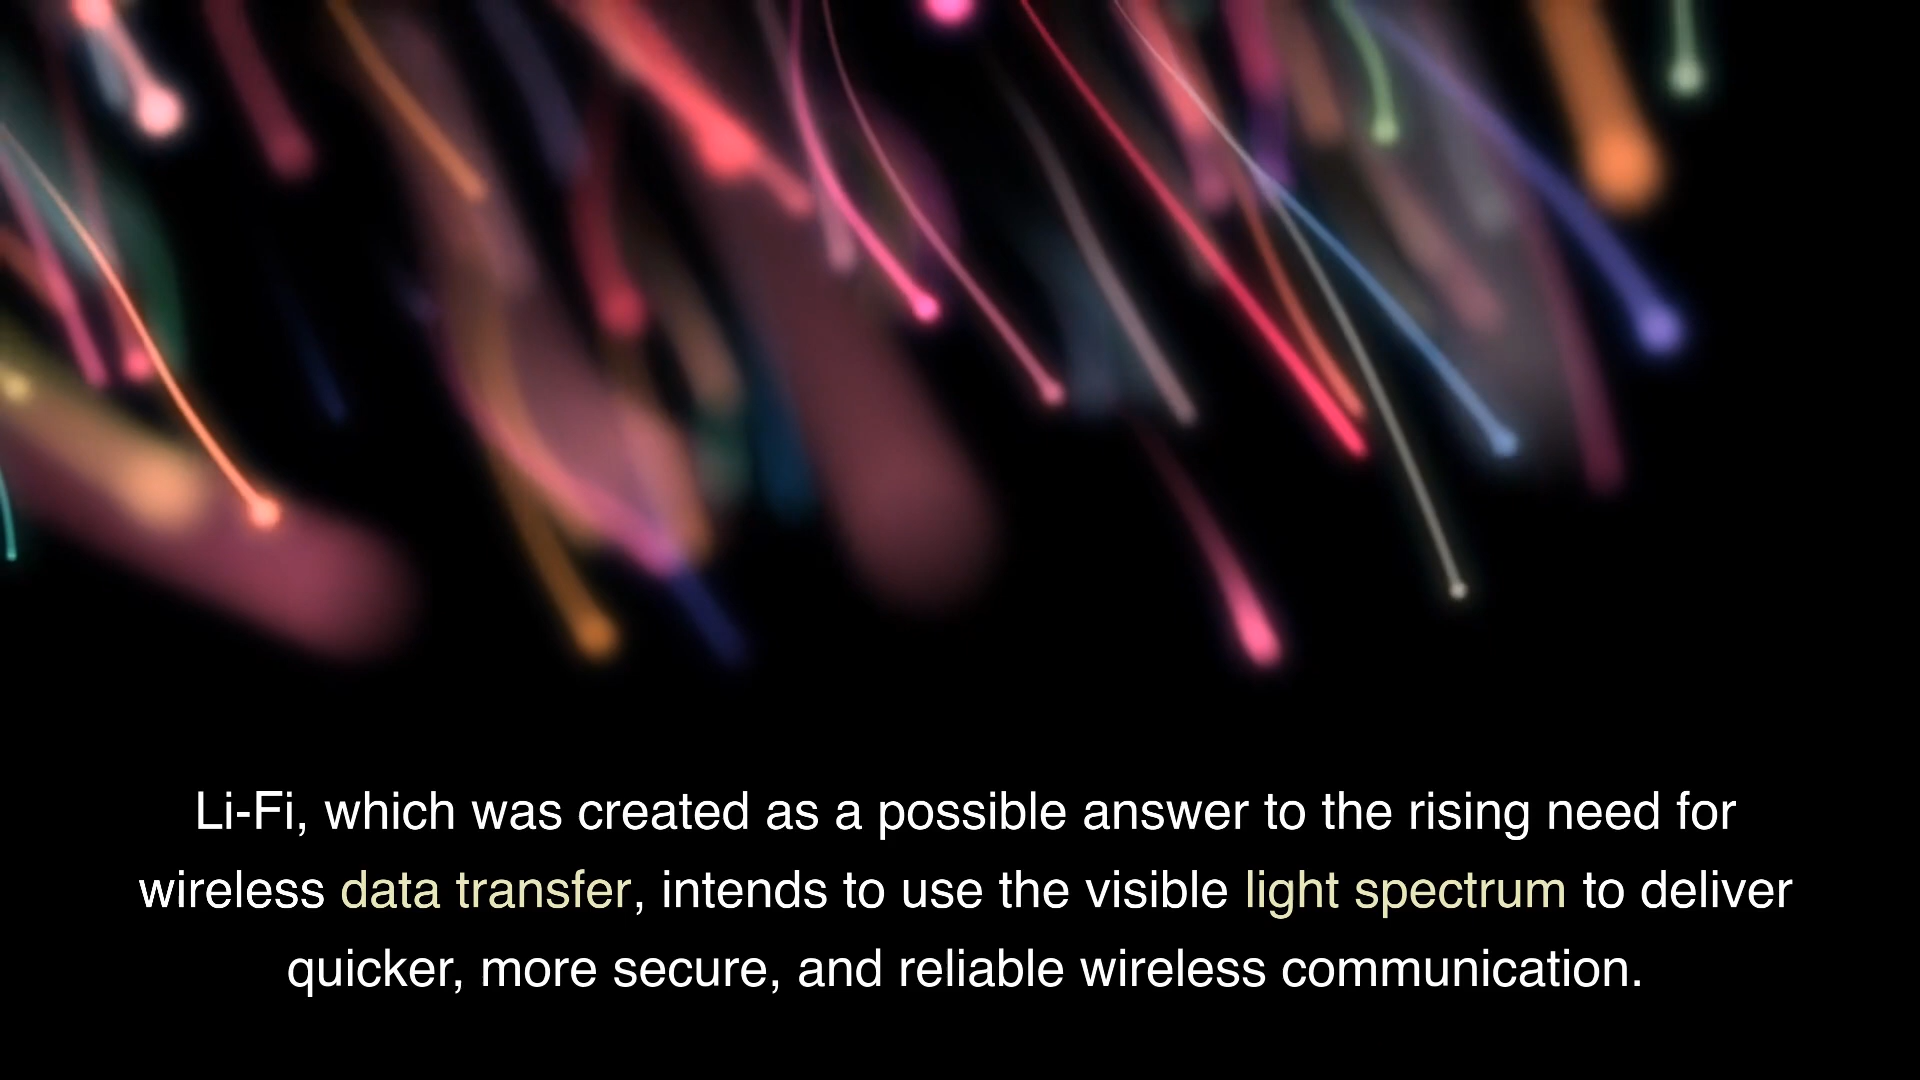 Li-Fi, which was created as a possible answer to the rising need for
wireless data transfer, intends to use the visible light spectrum to deliver
quicker, more secure, and reliable wireless communication.